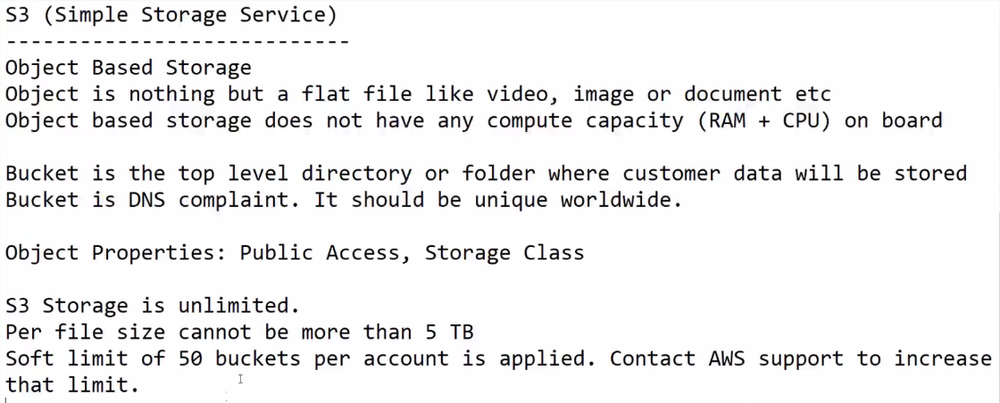 S3 (Simple Storage Service)
----------------------------
Object Based Storage
Object is nothing but a flat file like video, image or document etc
Object based storage does not have any compute capacity (RAM + CPU) on board
Bucket is the top level directory or folder where customer data will be stored
Bucket is DNS complaint. It should be unique worldwide.
Object Properties: Public Access, Storage Class
S3 Storage is unlimited.
Per file size cannot be more than 5 TB
Soft limit of 50 buckets per account is applied. Contact AWS support to increase
that limit.